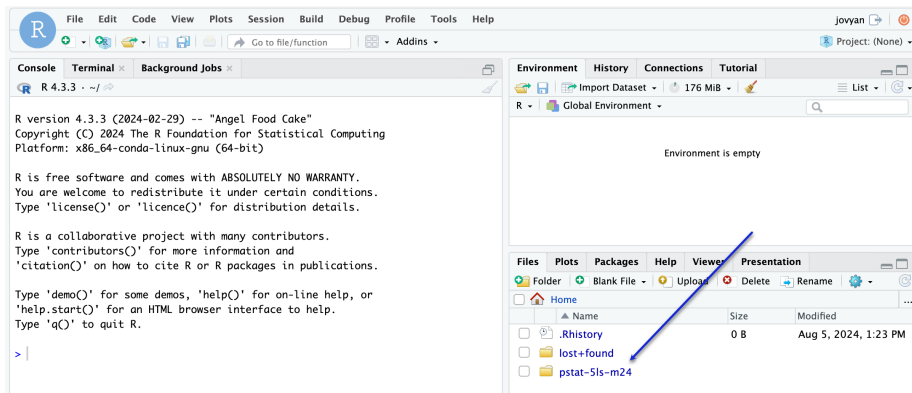 R File Edit Code View Plots Session Build Debug Profile Tools Help jovyan
Go to file/function Addins Project: (None)
Console Terminal Background Jobs
R 4.3.3 · ~/
R version 4.3.3 (2024-02-29) -- "Angel Food Cake"
Copyright (C) 2024 The R Foundation for Statistical Computing
Platform: x86_64-conda-linux-gnu (64-bit)
R is free software and comes with ABSOLUTELY NO WARRANTY.
You are welcome to redistribute it under certain conditions.
Type 'license()' or 'licence()' for distribution details.
R is a collaborative project with many contributors.
Type 'contributors()' for more information and
'citation()' on how to cite R or R packages in publications.
Type 'demo()' for some demos, 'help()' for on-line help, or
'help.start()' for an HTML browser interface to help.
Type 'q()' to quit R.
>
Environment History Connections Tutorial
Import Dataset 176 MiB List
R Global Environment
Environment is empty
Files Plots Packages Help Viewer Presentation
Folder Blank File Upload Delete Rename
Home ...
Name Size Modified
.Rhistory 0 B Aug 5, 2024, 1:23 PM
lost+found
pstat-5ls-m24